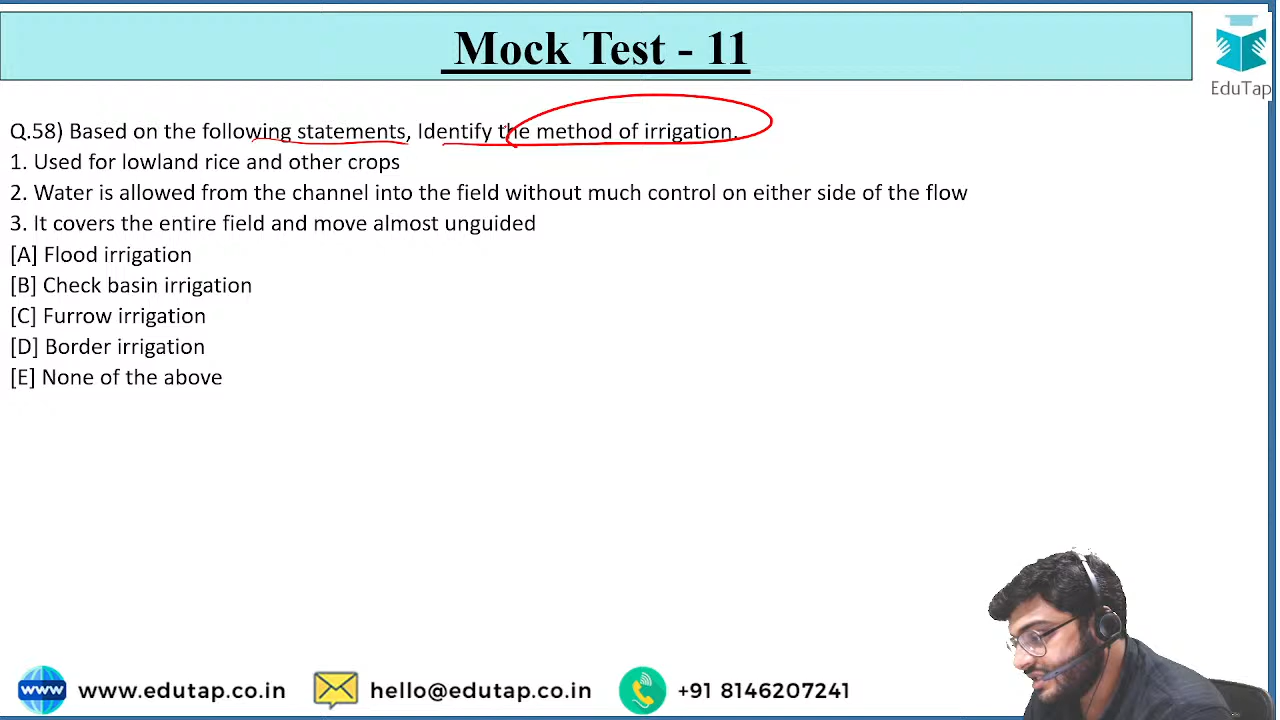 Mock Test - 11
EduTap
Q.58) Based on the following statements, Identify the method of irrigation.
1. Used for lowland rice and other crops
2. Water is allowed from the channel into the field without much control on either side of the flow
3. It covers the entire field and move almost unguided
[A] Flood irrigation
[B] Check basin irrigation
[C] Furrow irrigation
[D] Border irrigation
[E] None of the above
www www.edutap.co.in hello@edutap.co.in +91 8146207241